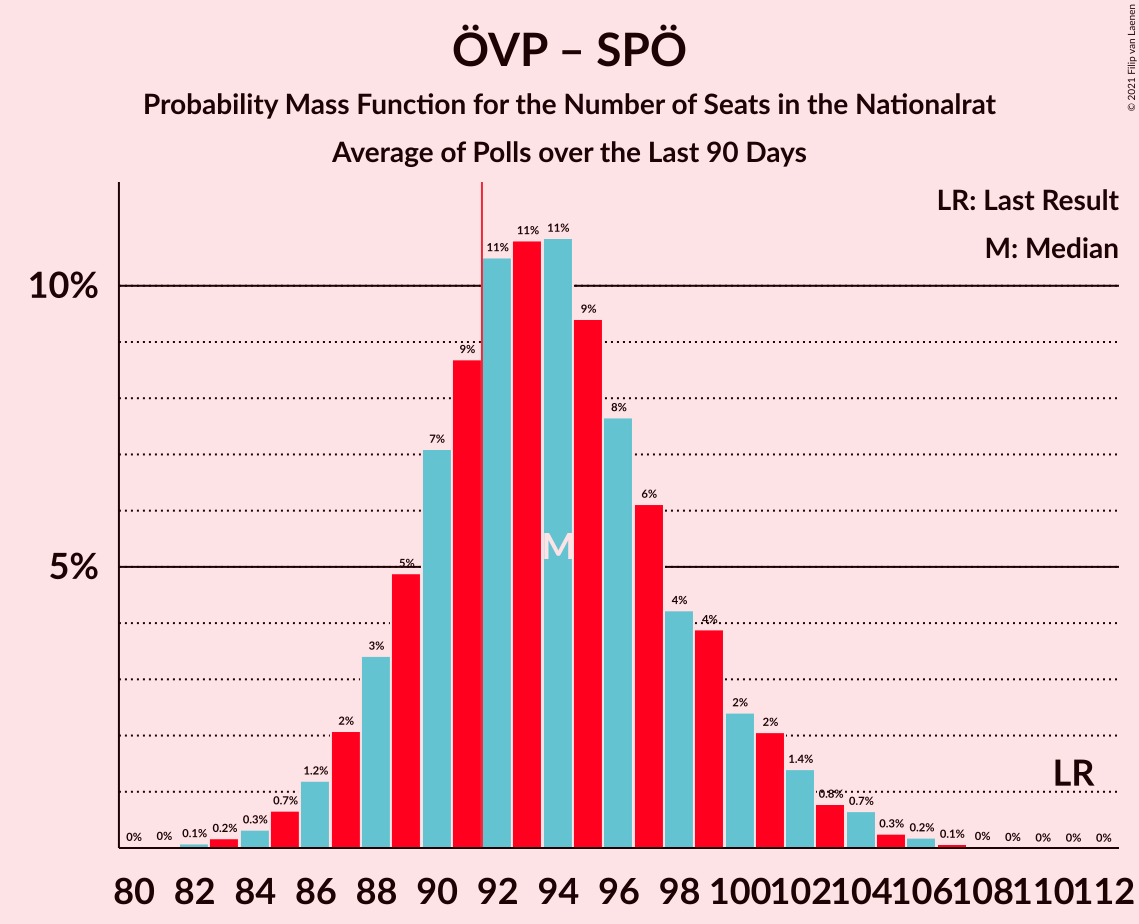 ÖVP – SPÖ
Probability Mass Function for the Number of Seats in the Nationalrat
Average of Polls over the Last 90 Days
© 2021 Filip van Laenen
LR: Last Result
M: Median
10%
5%
0% 0% 0.1% 0.2% 0.3% 0.7% 1.2% 2% 3% 5% 7% 9% 11% 11% 11% 9% 8% 6% 4% 4% 2% 2% 1.4% 0.8% 0.7% 0.3% 0.2% 0.1% 0% 0% 0% 0% 0%
M
LR
80 82 84 86 88 90 92 94 96 98 100 102 104 106 108 110 112